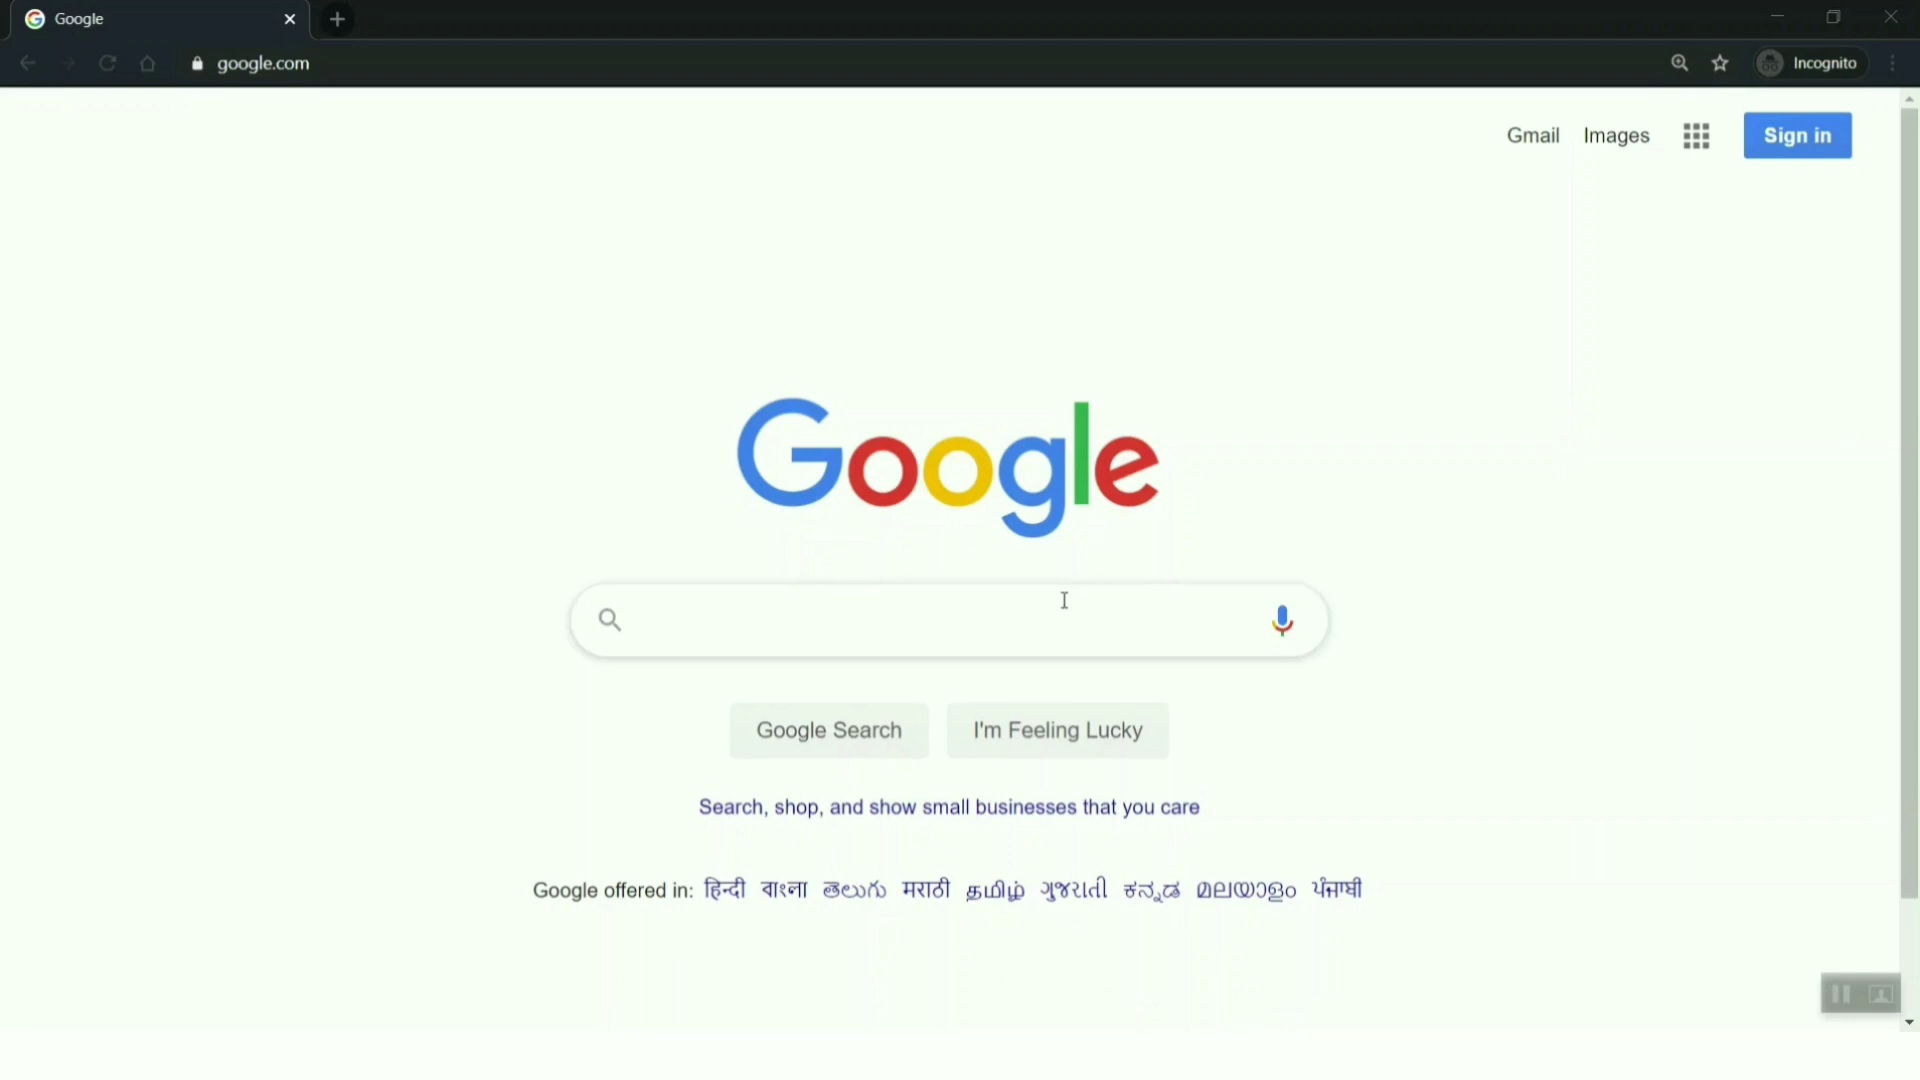 Google
google.com
Incognito
Gmail Images Sign in
Google
Google Search I'm Feeling Lucky
Search, shop, and show small businesses that you care
Google offered in: हिन्दी বাংলা తెలుగు मराठी தமிழ் ગુજરાતી ಕನ್ನಡ മലയാളം ਪੰਜਾਬੀ